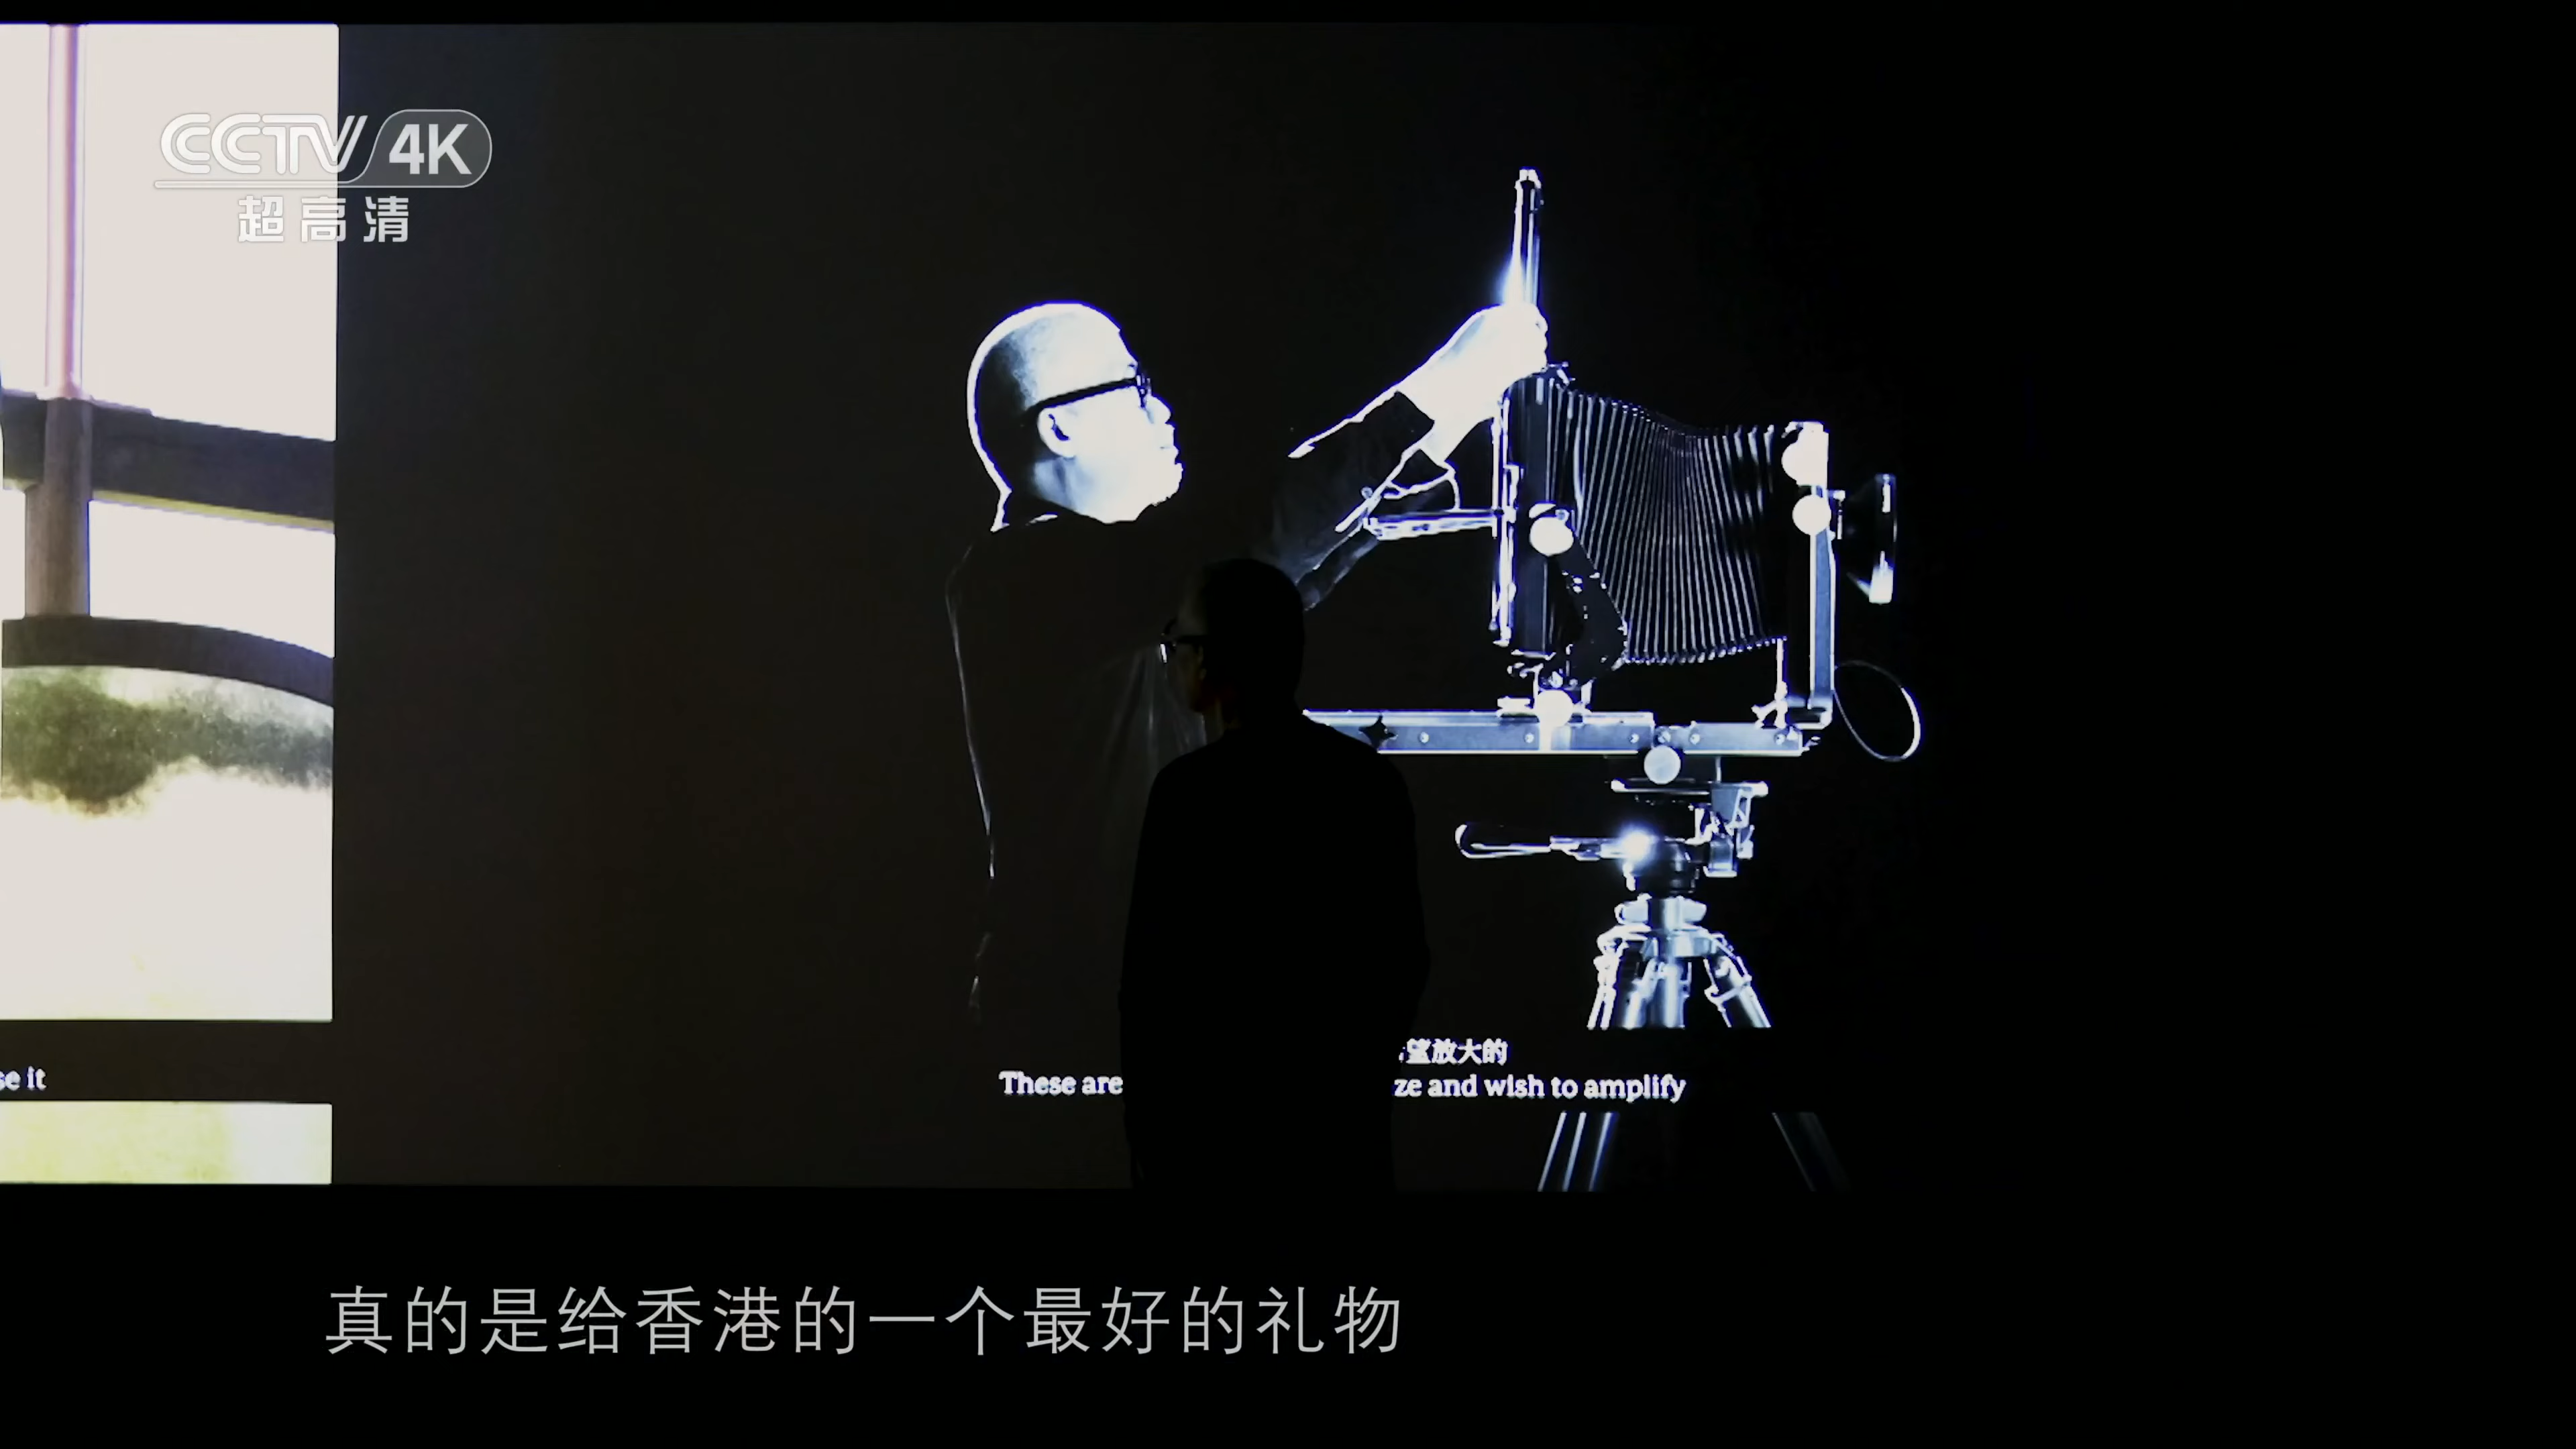 CCTV 4K
超高清
望放大的
se it
These are
ze and wish to amplify
真的是给香港的一个最好的礼物